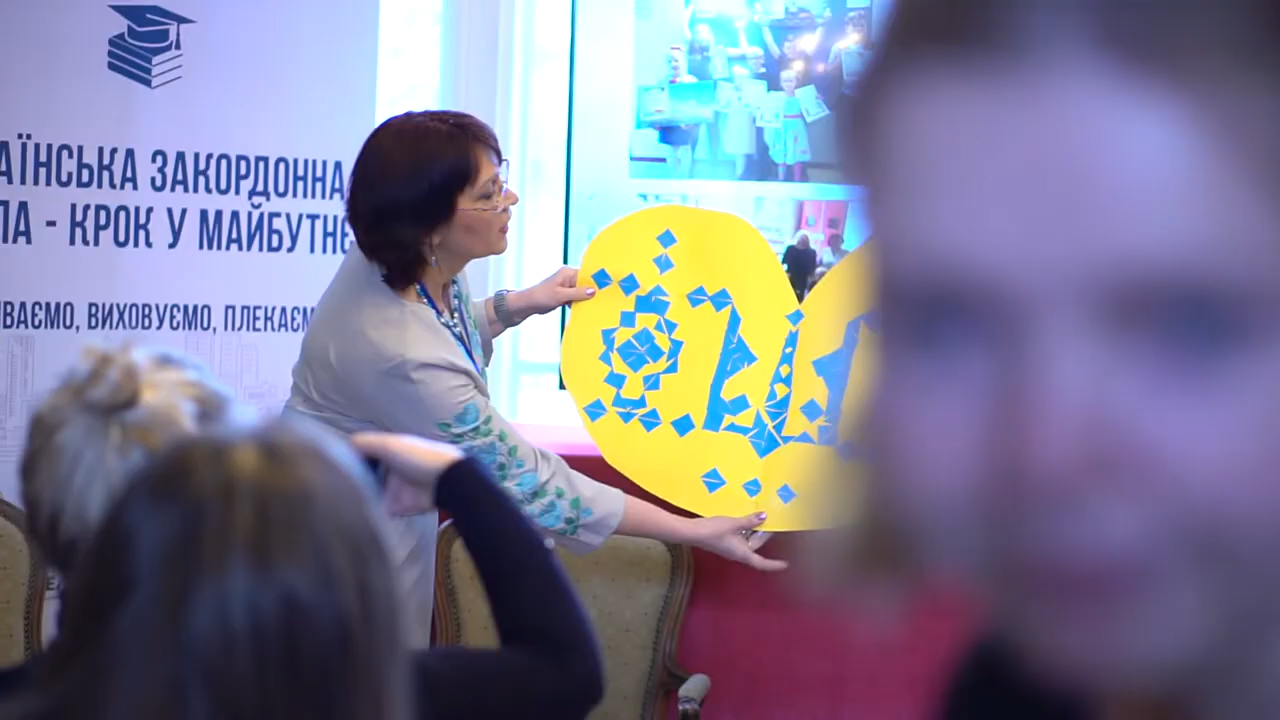 АЇНСЬКА ЗАКОРДОННА
ЛА - КРОК У МАЙБУТНЄ
ВАЄМО, ВИХОВУЄМО, ПЛЕКАЄМ